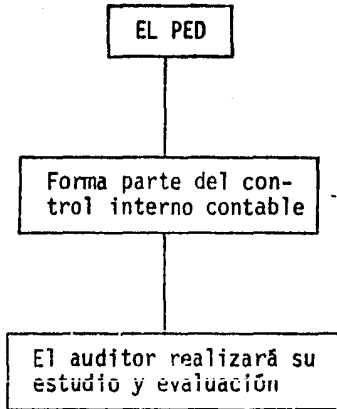 EL PED
Forma parte del con-
trol interno contable
El auditor realizará su
estudio y evaluación